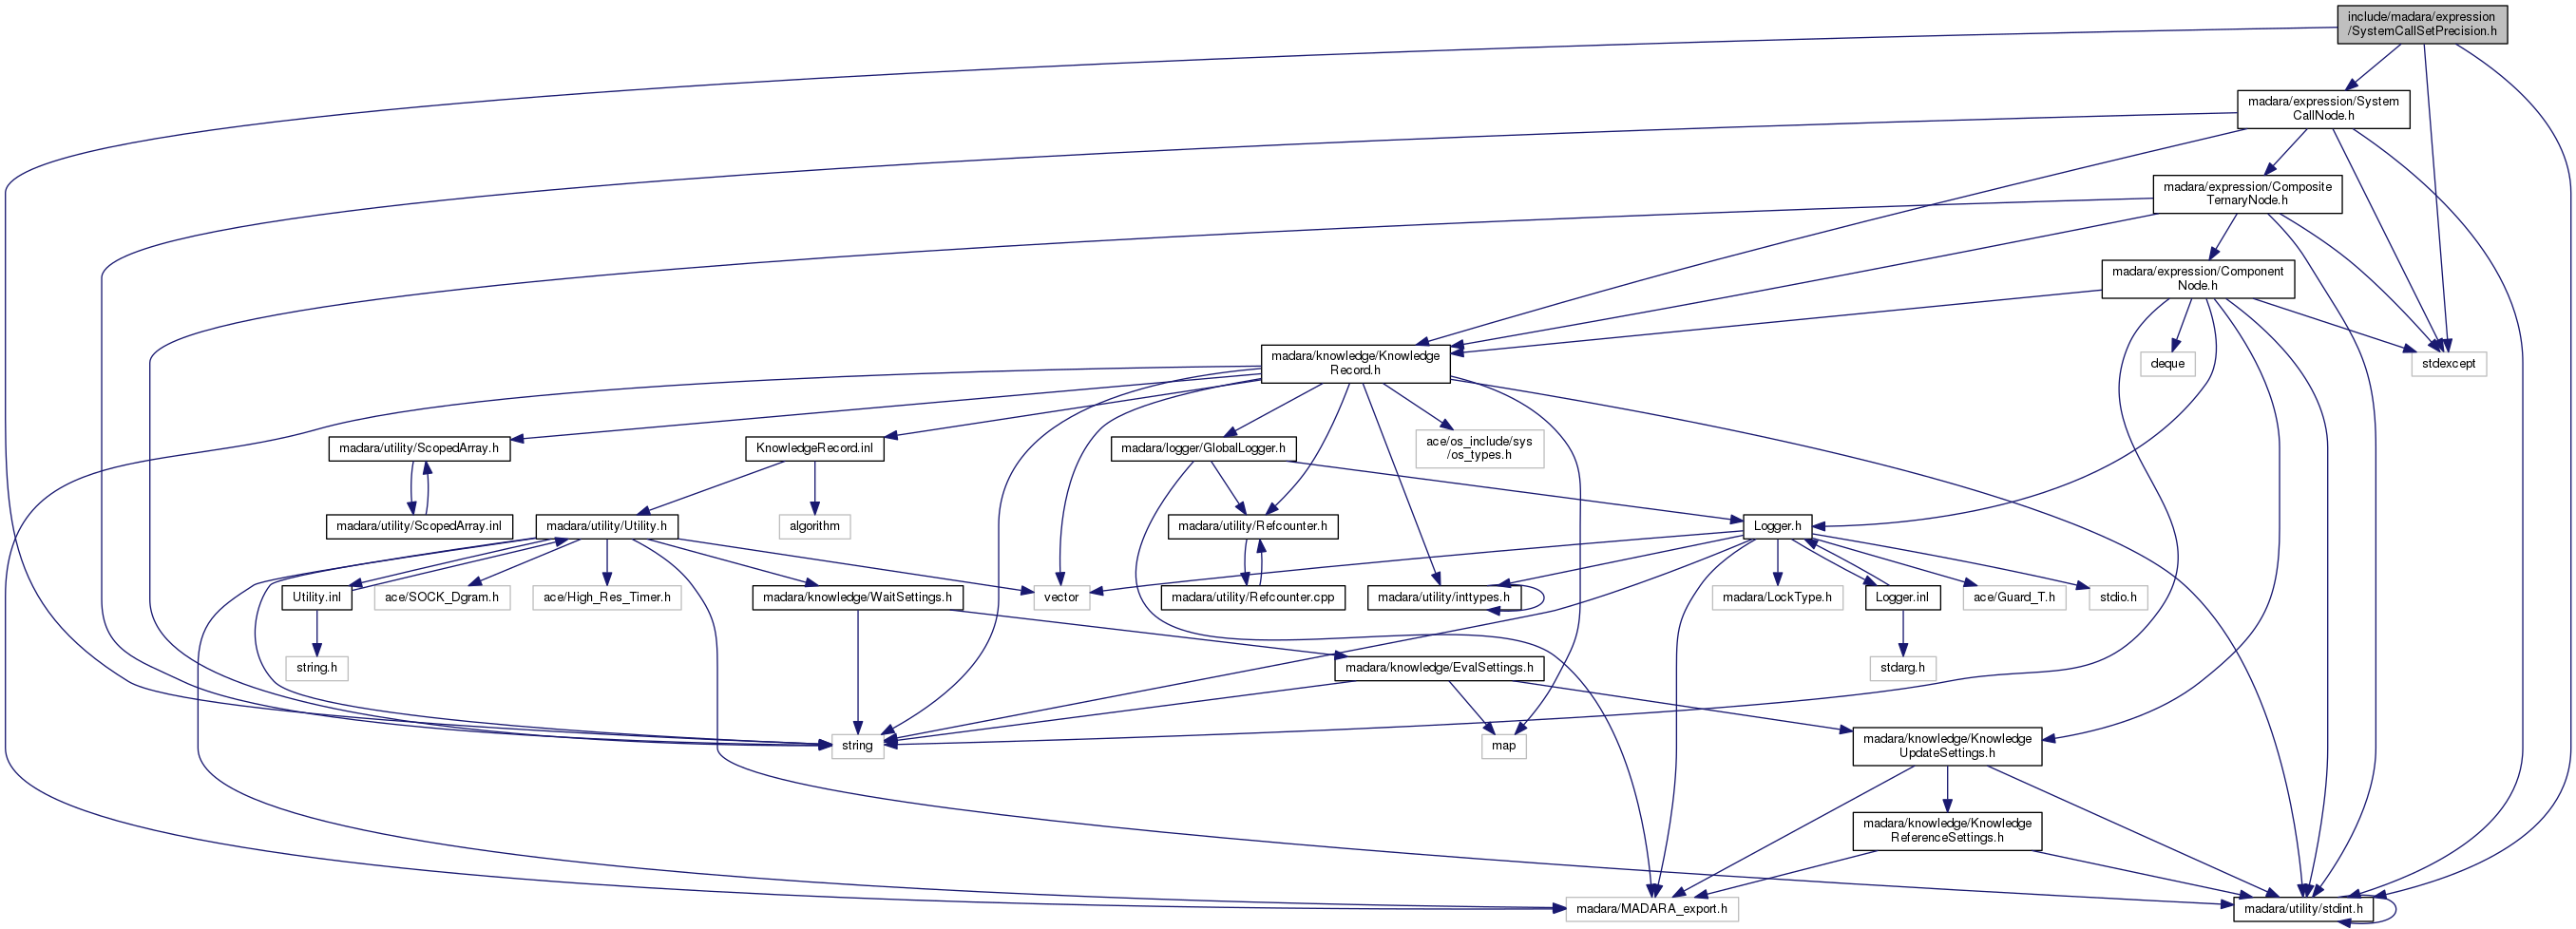 include/madara/expression
/SystemCallSetPrecision.h
madara/expression/System
CallNode.h
madara/expression/Composite
TernaryNode.h
madara/expression/Component
Node.h
madara/knowledge/Knowledge
Record.h
deque
stdexcept
madara/utility/ScopedArray.h
KnowledgeRecord.inl
madara/logger/GlobalLogger.h
ace/os_include/sys
/os_types.h
madara/utility/ScopedArray.inl
madara/utility/Utility.h
algorithm
madara/utility/Refcounter.h
Logger.h
Utility.inl
ace/SOCK_Dgram.h
ace/High_Res_Timer.h
madara/knowledge/WaitSettings.h
vector
madara/utility/Refcounter.cpp
madara/utility/inttypes.h
madara/LockType.h
Logger.inl
ace/Guard_T.h
stdio.h
string.h
madara/knowledge/EvalSettings.h
stdarg.h
string
map
madara/knowledge/Knowledge
UpdateSettings.h
madara/knowledge/Knowledge
ReferenceSettings.h
madara/MADARA_export.h
madara/utility/stdint.h